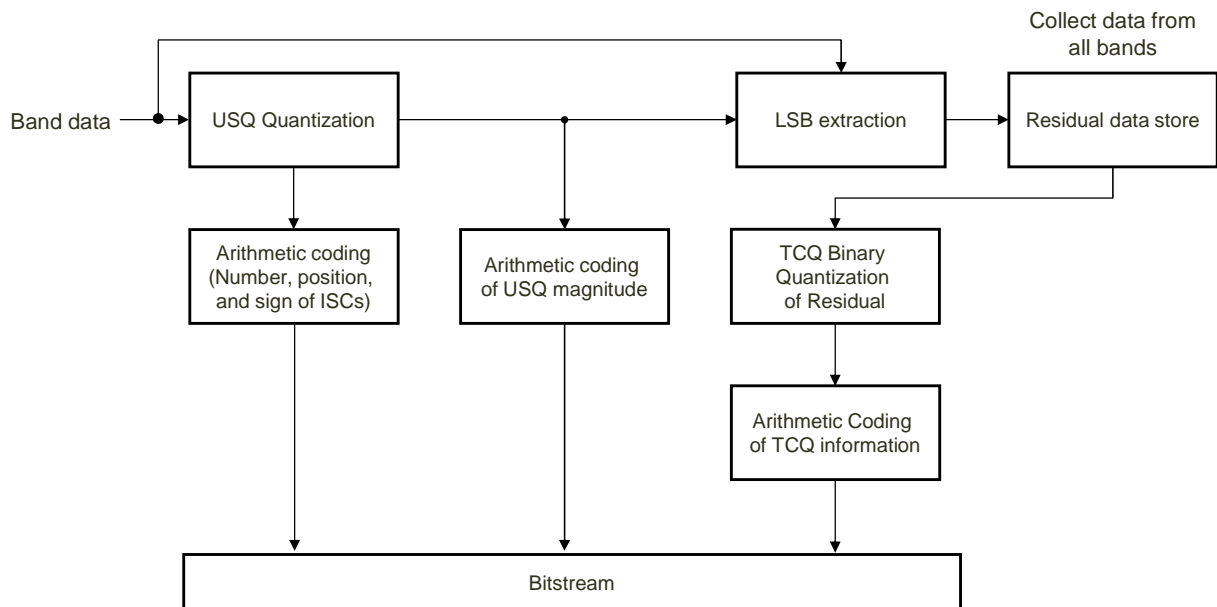 Collect data from
all bands
Band data
USQ Quantization
LSB extraction
Residual data store
Arithmetic coding
(Number, position,
and sign of ISCs)
Arithmetic coding
of USQ magnitude
TCQ Binary
Quantization
of Residual
Arithmetic Coding
of TCQ information
Bitstream